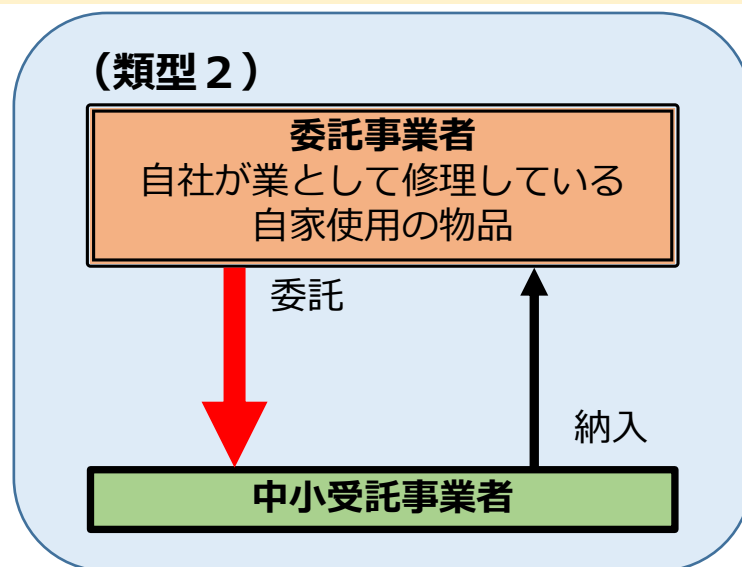 （類型２）
委託事業者
自社が業として修理している
自家使用の物品
委託
納入
中小受託事業者